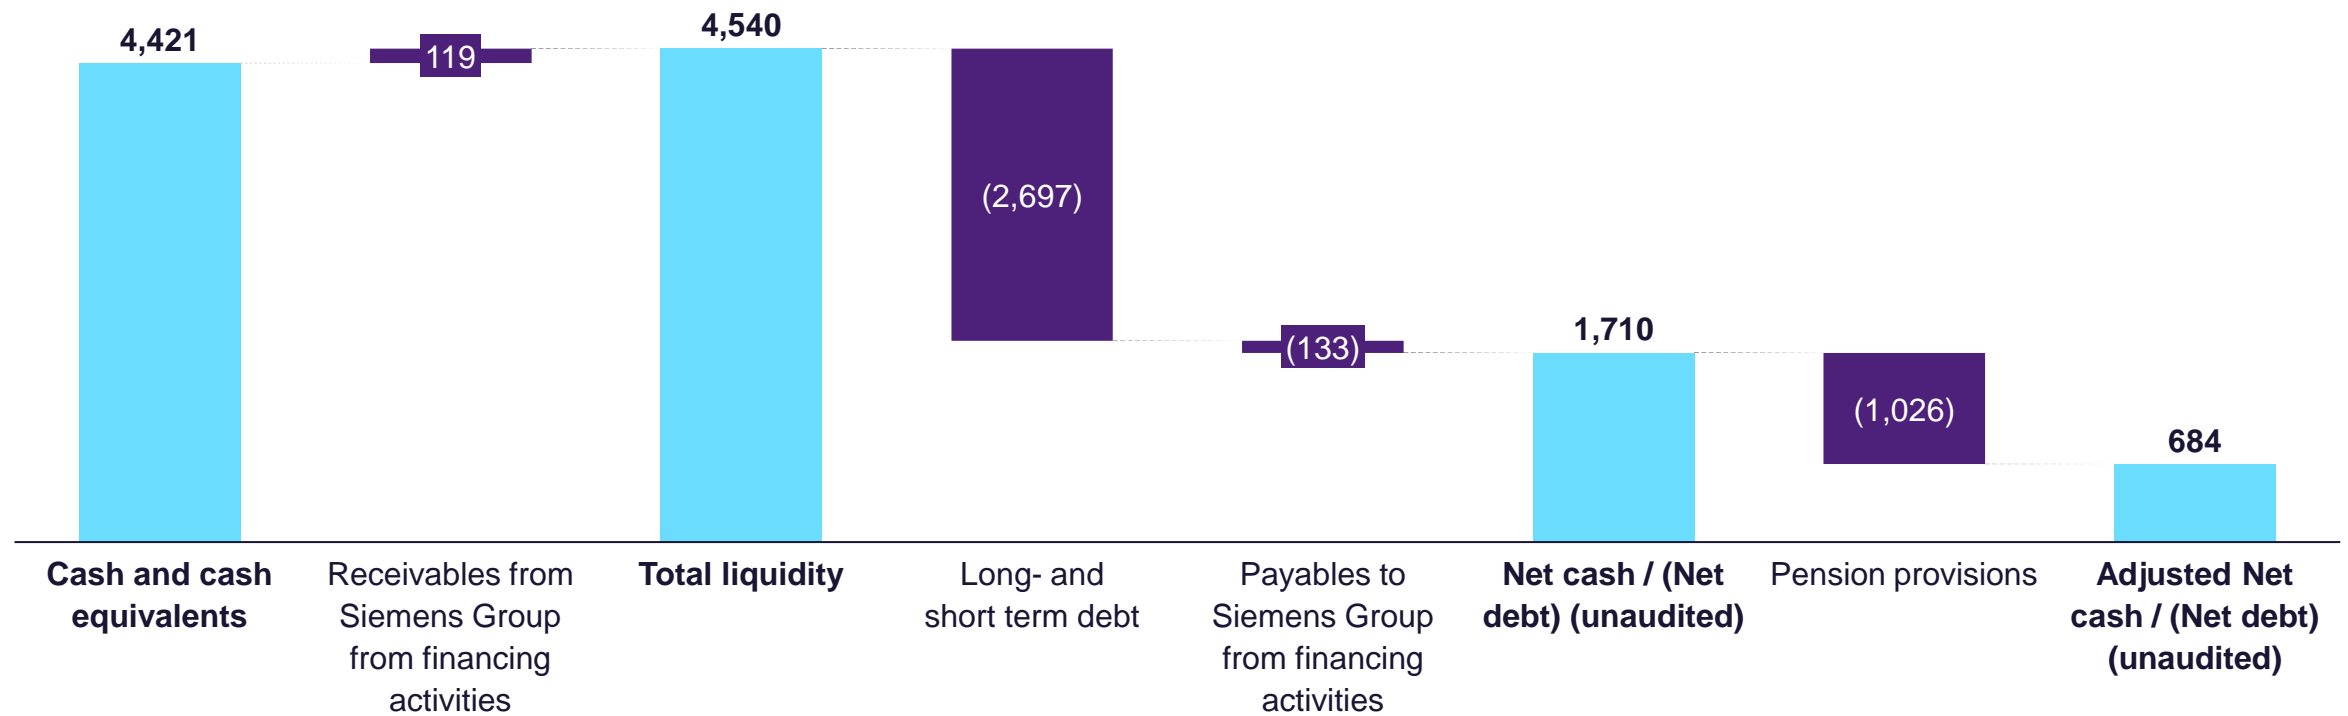 4,421
119
4,540
(2,697)
(133)
1,710
(1,026)
684
Cash and cash
equivalents
Receivables from
Siemens Group
from financing
activities
Total liquidity
Long- and
short term debt
Payables to
Siemens Group
from financing
activities
Net cash / (Net
debt) (unaudited)
Pension provisions
Adjusted Net
cash / (Net debt)
(unaudited)